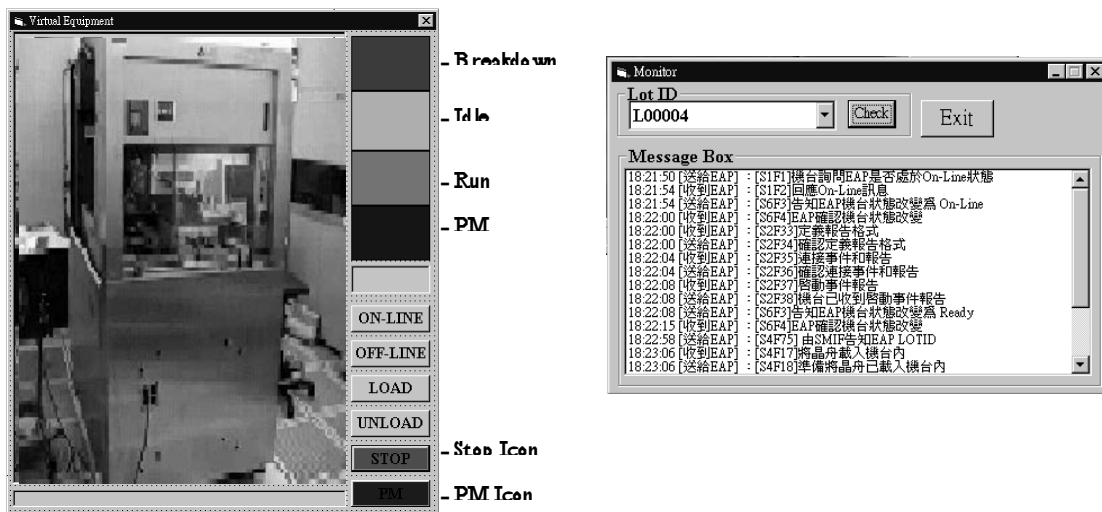 Virtual Equipment
Breakdown
Idle
Run
PM
ON-LINE
OFF-LINE
LOAD
UNLOAD
STOP
Stop Icon
PM
PM Icon
Monitor
Lot ID
L00004
Check
Exit
Message Box
18:21:50 [送給EAP] : [S1F1]機台詢問EAP是否處於On-Line狀態
18:21:54 [收到EAP] : [S1F2]回應On-Line訊息
18:21:54 [送給EAP] : [S6F3]告知EAP機台狀態改變爲 On-Line
18:22:00 [收到EAP] : [S6F4]EAP確認機台狀態改變
18:22:00 [收到EAP] : [S2F33]定義報告格式
18:22:00 [送給EAP] : [S2F34]確認定義報告格式
18:22:04 [收到EAP] : [S2F35]連接事件和報告
18:22:04 [送給EAP] : [S2F36]確認連接事件和報告
18:22:08 [收到EAP] : [S2F37]啓動事件報告
18:22:08 [送給EAP] : [S2F38]機台已收到啓動事件報告
18:22:08 [送給EAP] : [S6F3]告知EAP機台狀態改變爲 Ready
18:22:15 [收到EAP] : [S6F4]EAP確認機台狀態改變
18:22:58 [送給EAP] : [S4F75] 由SMIF告知EAP LOTID
18:23:06 [收到EAP] : [S4F17]將晶舟載入機台內
18:23:06 [送給EAP] : [S4F18]準備將晶舟已載入機台內